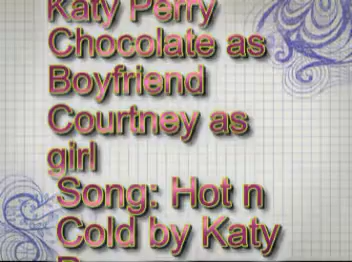 Katy Perry
Chocolate as
Boyfriend
Courtney as
girl
Song: Hot n
Cold by Katy